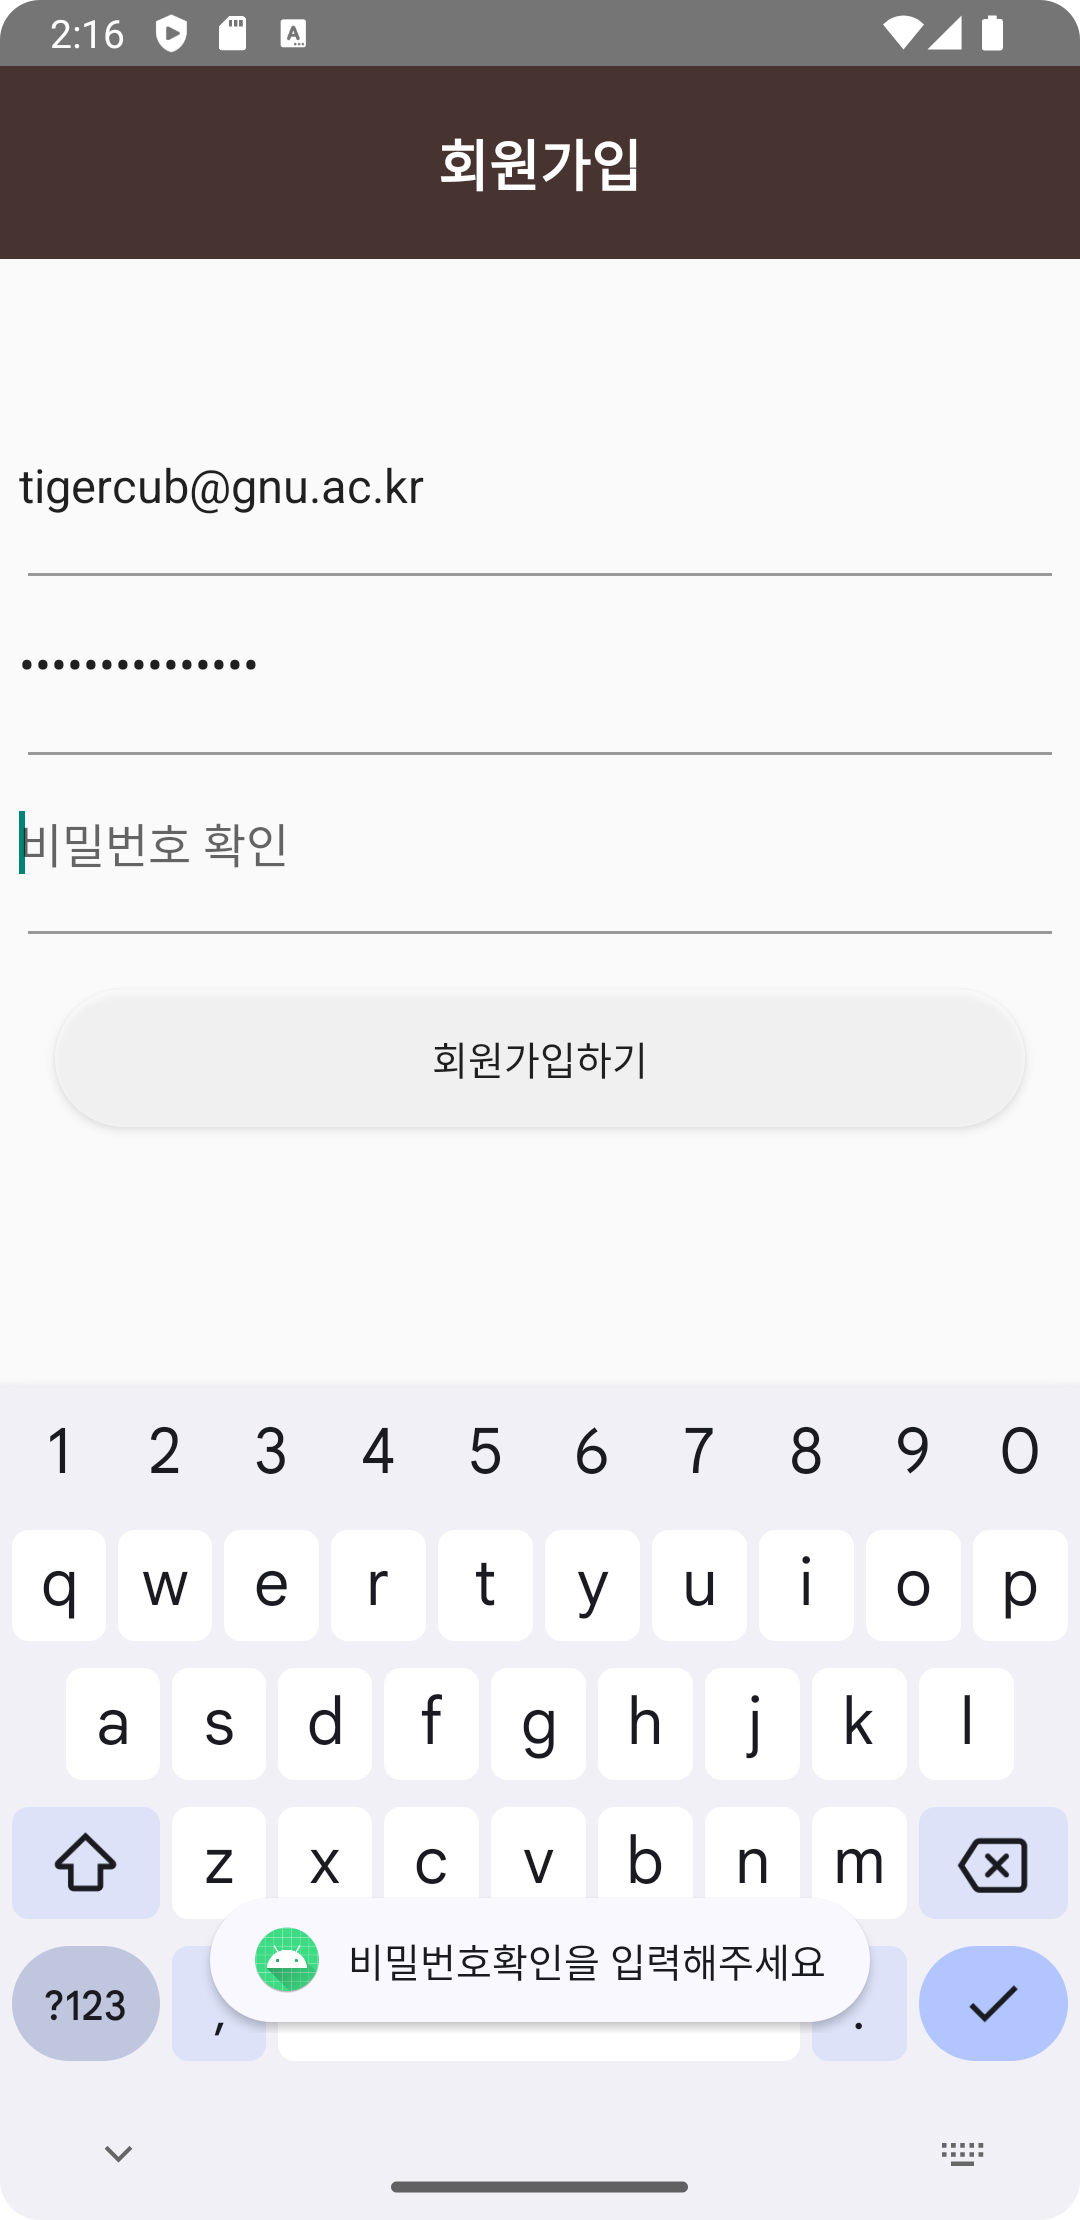 2:16
회원가입
tigercub@gnu.ac.kr
•••••••••••••••
비밀번호 확인
회원가입하기
1 2 3 4 5 6 7 8 9 0
q w e r t y u i o p
a s d f g h j k l
z x c v b n m
비밀번호확인을 입력해주세요
?123 , .